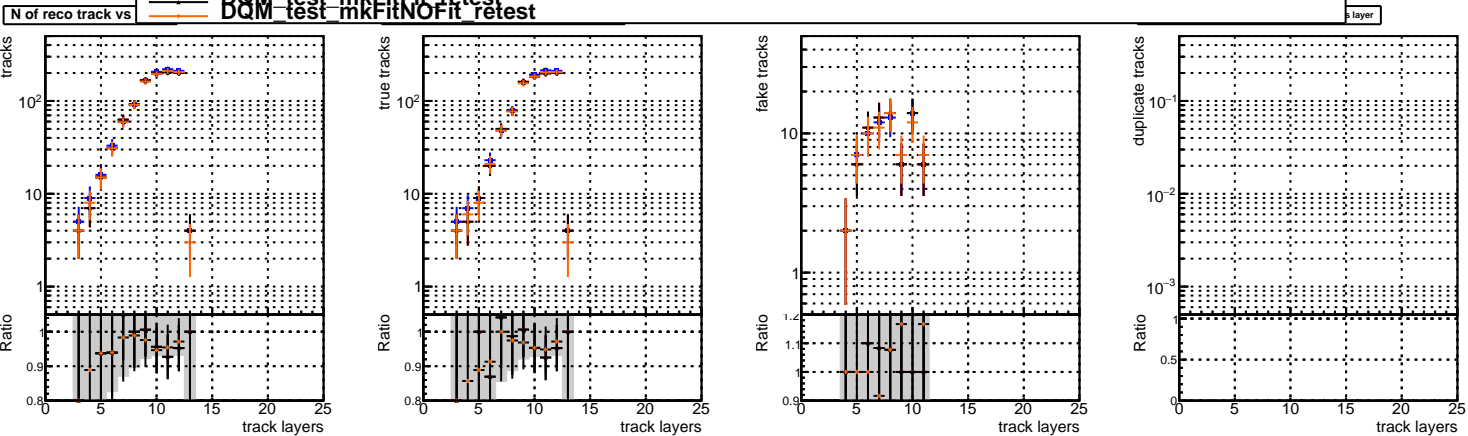 N of reco track vs
DQM_test_mkFitNOFit_retest
s layer
tracks
10²
10
1
Ratio
1
0.9
0.8
0 5 10 15 20 25
track layers
true tracks
10²
10
1
Ratio
1
0.9
0.8
0 5 10 15 20 25
track layers
fake tracks
10
1
Ratio
1.2
1.1
1
0.9
0 5 10 15 20 25
track layers
duplicate tracks
10⁻¹
10⁻²
10⁻³
Ratio
1
0.5
0
0 5 10 15 20 25
track layers